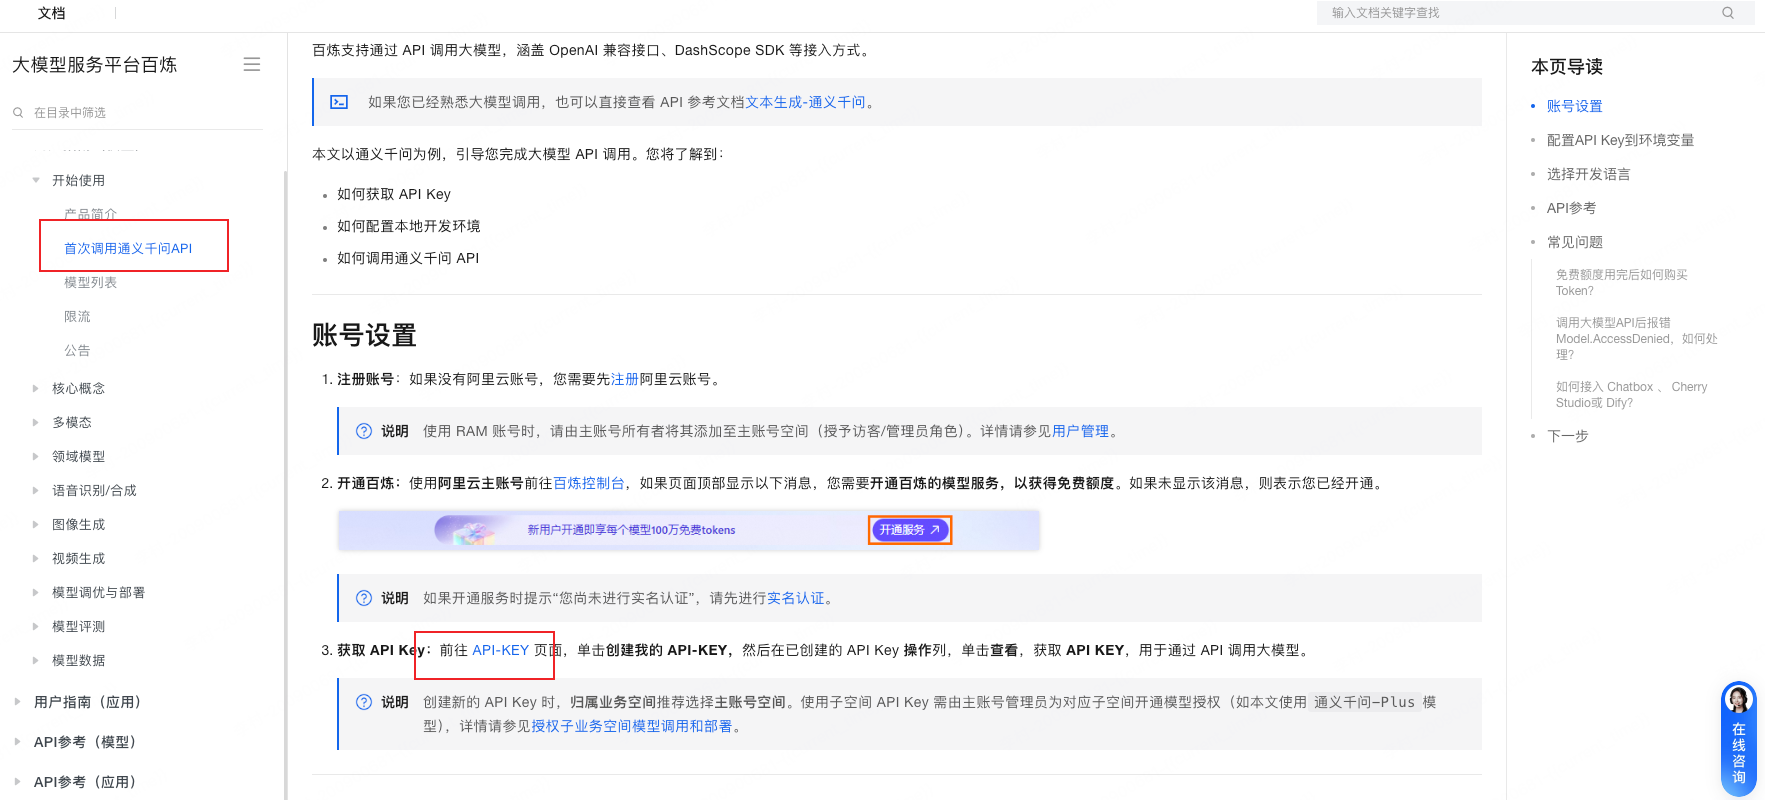 文档
输入文档关键字查找
大模型服务平台百炼
在目录中筛选
开始使用
产品简介
首次调用通义千问API
模型列表
限流
公告
核心概念
多模态
领域模型
语音识别/合成
图像生成
视频生成
模型调优与部署
模型评测
模型数据
用户指南（应用）
API参考（模型）
API参考（应用）
百炼支持通过 API 调用大模型，涵盖 OpenAI 兼容接口、DashScope SDK 等接入方式。
如果您已经熟悉大模型调用，也可以直接查看 API 参考文档文本生成-通义千问。
本文以通义千问为例，引导您完成大模型 API 调用。您将了解到：
如何获取 API Key
如何配置本地开发环境
如何调用通义千问 API
账号设置
1. 注册账号：如果没有阿里云账号，您需要先注册阿里云账号。
说明 使用 RAM 账号时，请由主账号所有者将其添加至主账号空间（授予访客/管理员角色）。详情请参见用户管理。
2. 开通百炼：使用阿里云主账号前往百炼控制台，如果页面顶部显示以下消息，您需要开通百炼的模型服务，以获得免费额度。如果未显示该消息，则表示您已经开通。
新用户开通即享每个模型100万免费tokens 开通服务
说明 如果开通服务时提示“您尚未进行实名认证”，请先进行实名认证。
3. 获取 API Key：前往 API-KEY 页面，单击创建我的 API-KEY，然后在已创建的 API Key 操作列，单击查看，获取 API KEY，用于通过 API 调用大模型。
说明 创建新的 API Key 时，归属业务空间推荐选择主账号空间。使用子空间 API Key 需由主账号管理员为对应子空间开通模型授权（如本文使用 通义千问-Plus 模
型），详情请参见授权子业务空间模型调用和部署。
本页导读
账号设置
配置API Key到环境变量
选择开发语言
API参考
常见问题
免费额度用完后如何购买
Token?
调用大模型API后报错
Model.AccessDenied，如何处
理?
如何接入 Chatbox 、 Cherry
Studio或 Dify?
下一步
在
线
咨
询